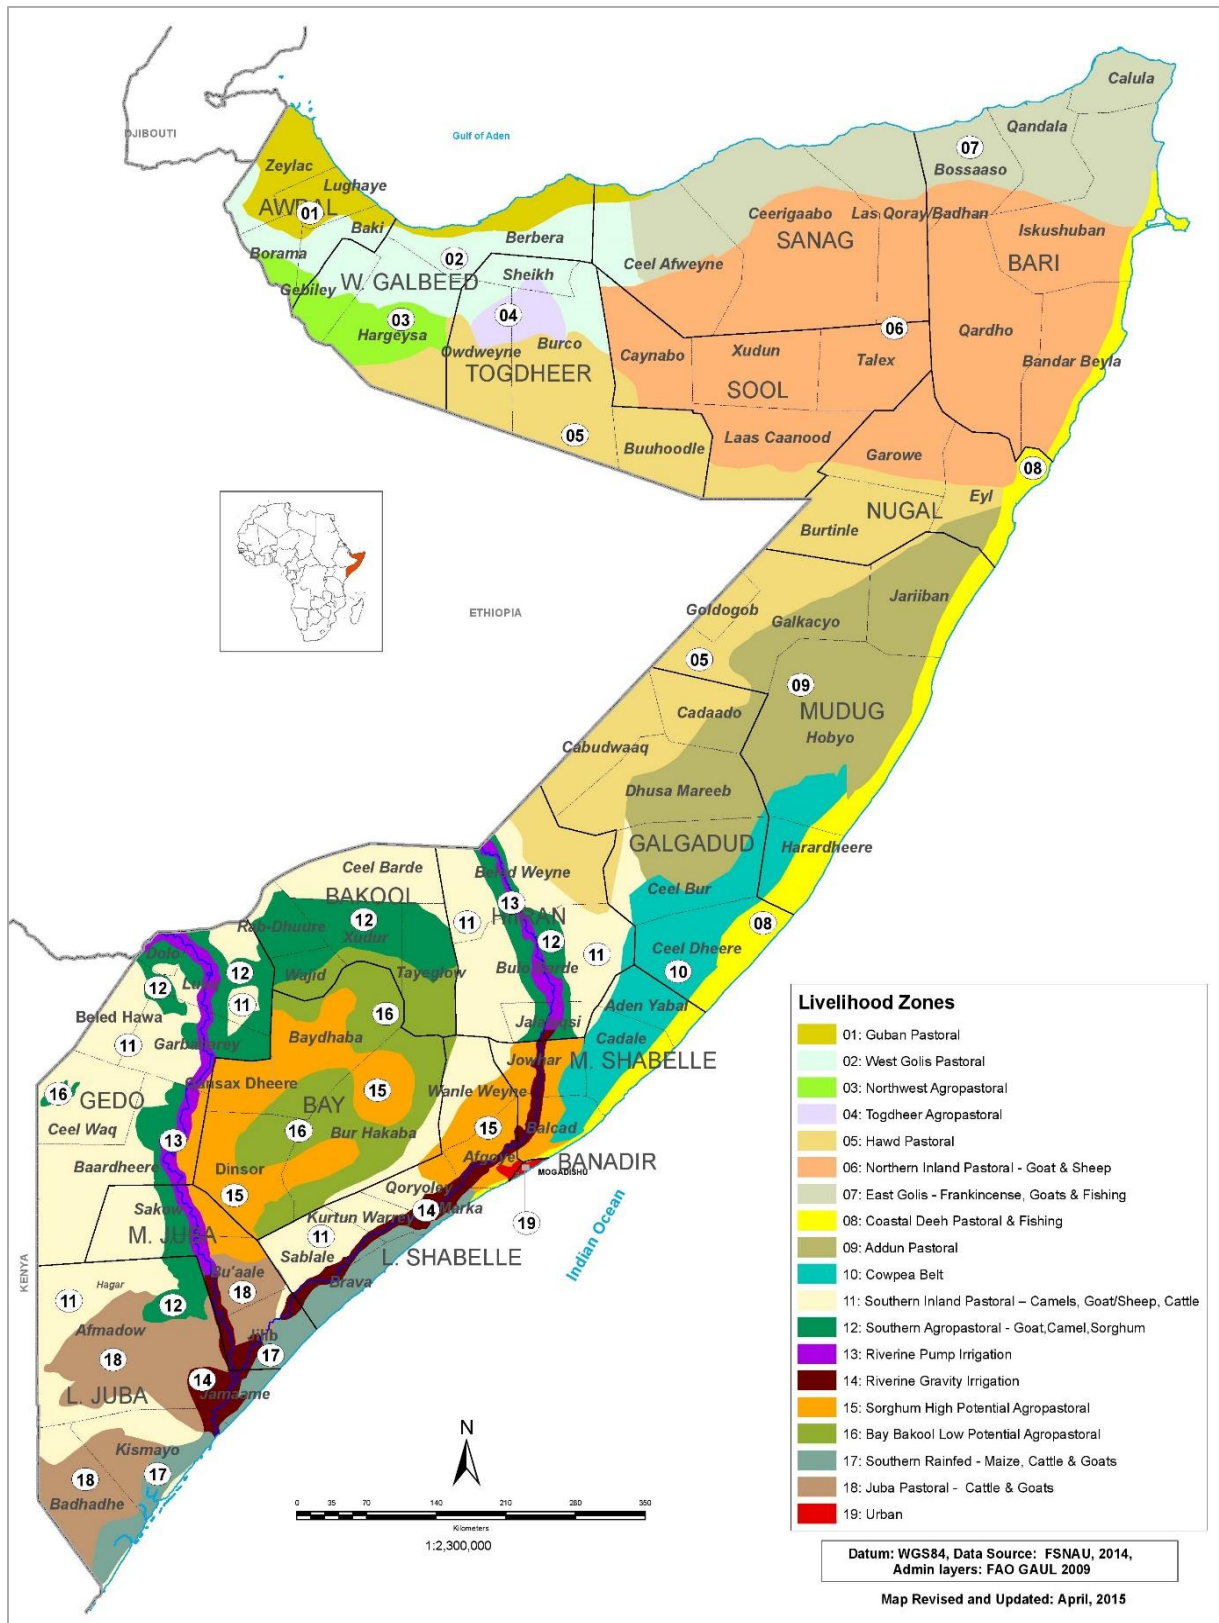 Calula
Qandala
DJIBOUTI
Gulf of Aden
07
Bossaaso
Zeylac
Lughaye
AWDAL
01
Ceerigaabo
Las Qoray/Badhan
Baki
Berbera
SANAG
Iskushuban
Borama
02
Sheikh
Ceel Afweyne
BARI
W. GALBEED
Gebiley
04
03
06
Hargeysa
Owdweyne
Burco
Caynabo
Xudun
Talex
Qardho
Bandar Beyla
TOGDHEER
SOOL
05
Buuhoodle
Laas Caanood
Garowe
08
Eyl
NUGAL
Burtinle
ETHIOPIA
Goldogob
Galkacyo
Jariiban
05
09
Cadaado
MUDUG
Hobyo
Cabudwaaq
Dhusa Mareeb
GALGADUD
Harardheere
Ceel Barde
Beled Weyne
Ceel Bur
BAKOOL
13
HIIRAN
12
11
08
Rab-Dhuure
Xudur
12
11
Ceel Dheere
Dolo
Luuq
12
Wajid
Tayeglow
Bulo Burde
10
12
11
Aden Yabal
Beled Hawa
16
Jalalaqsi
11
Garbaharey
Baydhaba
Cadale
Jowhar
M. SHABELLE
Qansax Dheere
15
Wanle Weyne
16
GEDO
BAY
15
Balcad
Ceel Waq
13
16
Bur Hakaba
Afgoye
BANADIR
Baardheere
Dinsor
MOGADISHU
15
Qoryoley
Marka
Sakow
14
19
Kurtun Warrey
M. JUBA
11
Sablale
L. SHABELLE
Indian Ocean
KENYA
Hagar
Bu'aale
Brava
11
12
18
Afmadow
Jilib
18
17
14
L. JUBA
Jamaame
Kismayo
18
17
Badhadhe
N
0 35 70 140 210 280 350
Kilometers
1:2,300,000
Livelihood Zones
01: Guban Pastoral
02: West Golis Pastoral
03: Northwest Agropastoral
04: Togdheer Agropastoral
05: Hawd Pastoral
06: Northern Inland Pastoral - Goat & Sheep
07: East Golis - Frankincense, Goats & Fishing
08: Coastal Deeh Pastoral & Fishing
09: Addun Pastoral
10: Cowpea Belt
11: Southern Inland Pastoral – Camels, Goat/Sheep, Cattle
12: Southern Agropastoral - Goat,Camel,Sorghum
13: Riverine Pump Irrigation
14: Riverine Gravity Irrigation
15: Sorghum High Potential Agropastoral
16: Bay Bakool Low Potential Agropastoral
17: Southern Rainfed - Maize, Cattle & Goats
18: Juba Pastoral - Cattle & Goats
19: Urban
Datum: WGS84, Data Source: FSNAU, 2014,
Admin layers: FAO GAUL 2009
Map Revised and Updated: April, 2015